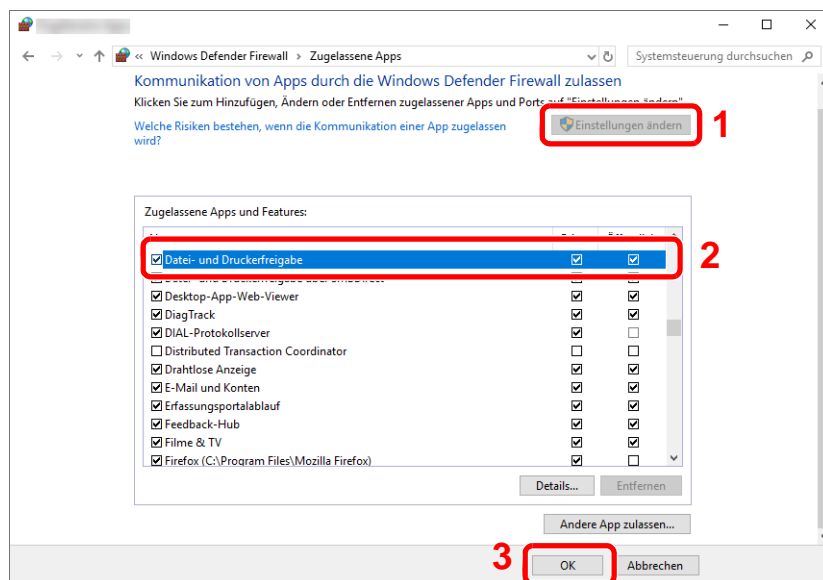 « Windows Defender Firewall › Zugelassene Apps
Systemsteuerung durchsuchen
Kommunikation von Apps durch die Windows Defender Firewall zulassen
Klicken Sie zum Hinzufügen, Ändern oder Entfernen zugelassener Apps und Ports auf "Einstellungen ändern".
Welche Risiken bestehen, wenn die Kommunikation einer App zugelassen
wird?
Einstellungen ändern
1
Zugelassene Apps und Features:
Datei- und Druckerfreigabe
2
Desktop-App-Web-Viewer
DiagTrack
DIAL-Protokollserver
Distributed Transaction Coordinator
Drahtlose Anzeige
E-Mail und Konten
Erfassungsportalablauf
Feedback-Hub
Filme & TV
Firefox (C:\Program Files\Mozilla Firefox)
Details...
Entfernen
Andere App zulassen...
3
OK
Abbrechen